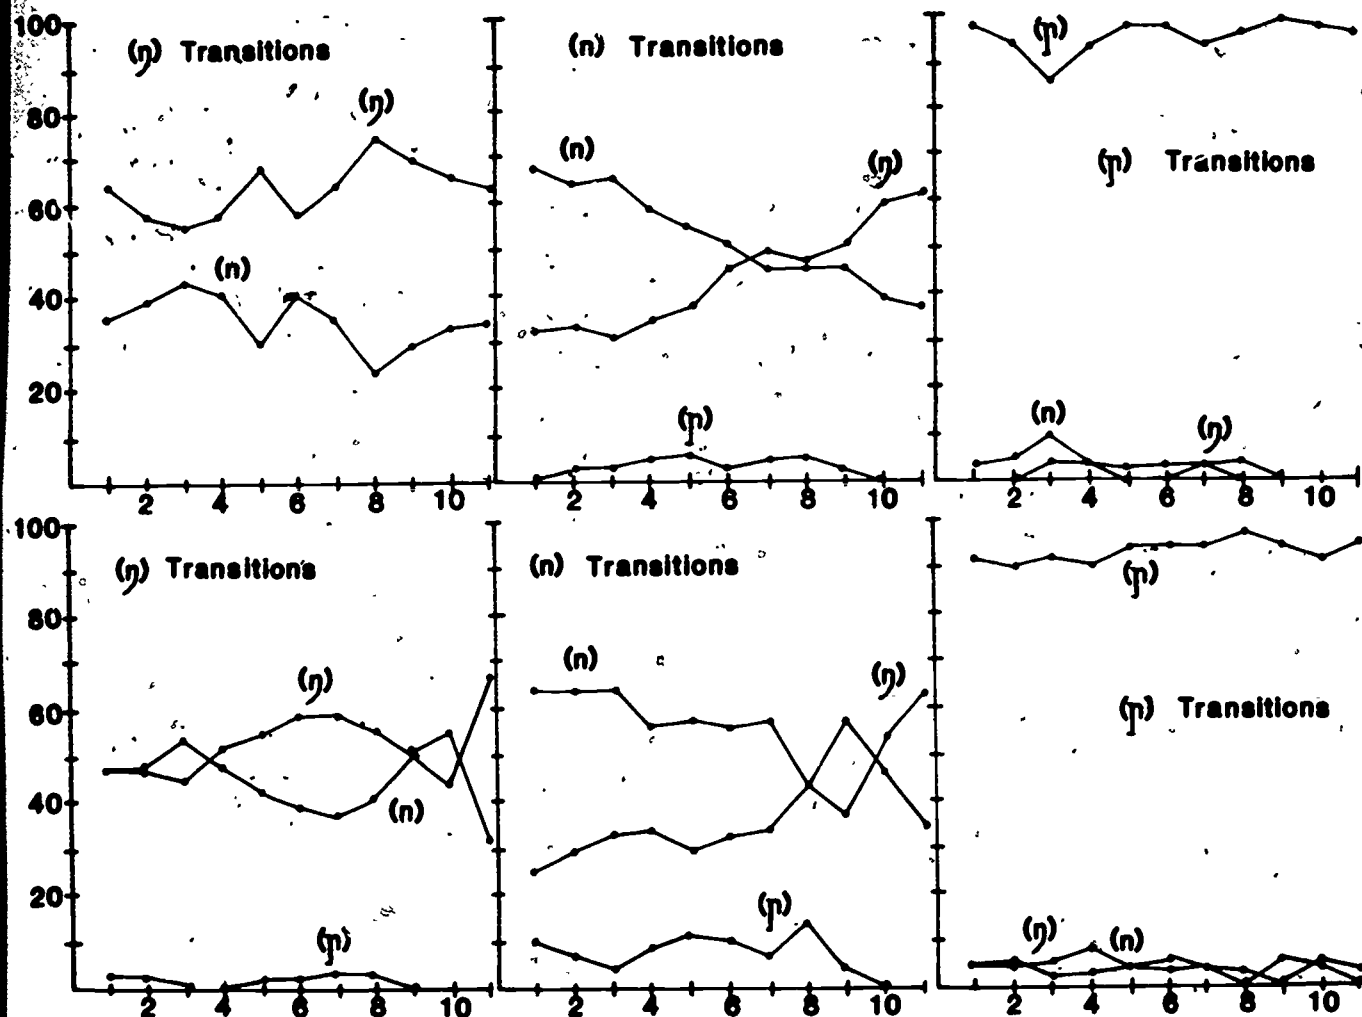 100
80
60
40
20
(ŋ) Transitions
(ŋ)
(n)
2 4 6 8 10
(n) Transitions
(n)
(ŋ)
(ɲ)
2 4 6 8 10
(ɲ)
(ɲ) Transitions
(n)
(ŋ)
2 4 6 8 10
100
80
60
40
20
(ŋ) Transitions
(ŋ)
(n)
(ɲ)
2 4 6 8 10
(n) Transitions
(n)
(ŋ)
(ɲ)
2 4 6 8 10
(ɲ)
(ɲ) Transitions
(ŋ)
(n)
2 4 6 8 10